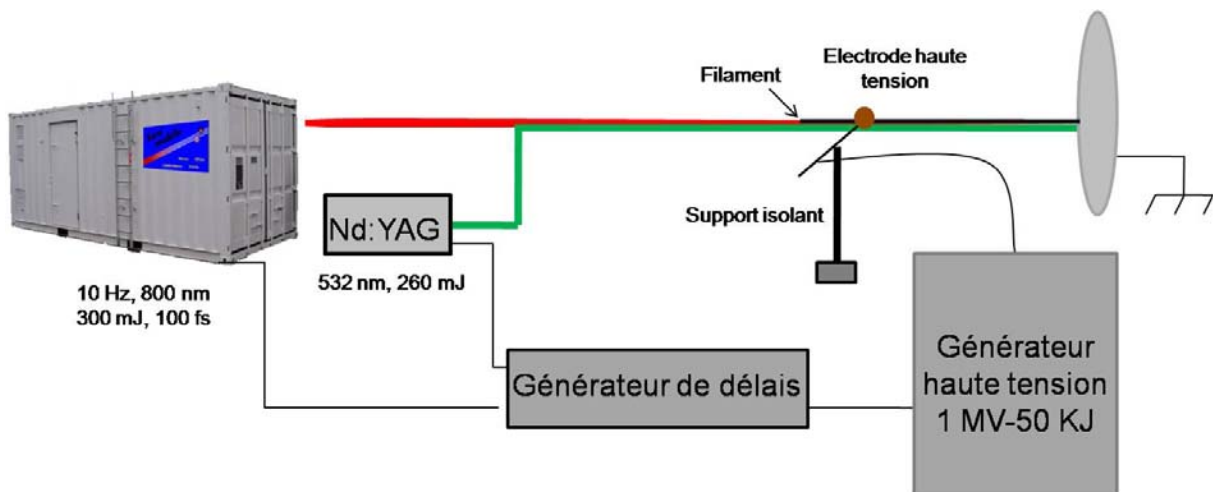 Electrode haute
tension
Filament
Support isolant
Nd:YAG
532 nm, 260 mJ
10 Hz, 800 nm
300 mJ, 100 fs
Générateur de délais
Générateur
haute tension
1 MV-50 KJ